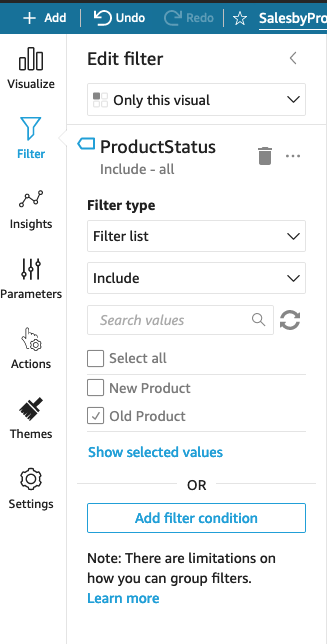 Add Undo Redo SalesbyPro
Visualize
Filter
Insights
Parameters
Actions
Themes
Settings
Edit filter
Only this visual
ProductStatus
Include - all
Filter type
Filter list
Include
Search values
Select all
New Product
Old Product
Show selected values
OR
Add filter condition
Note: There are limitations on
how you can group filters.
Learn more